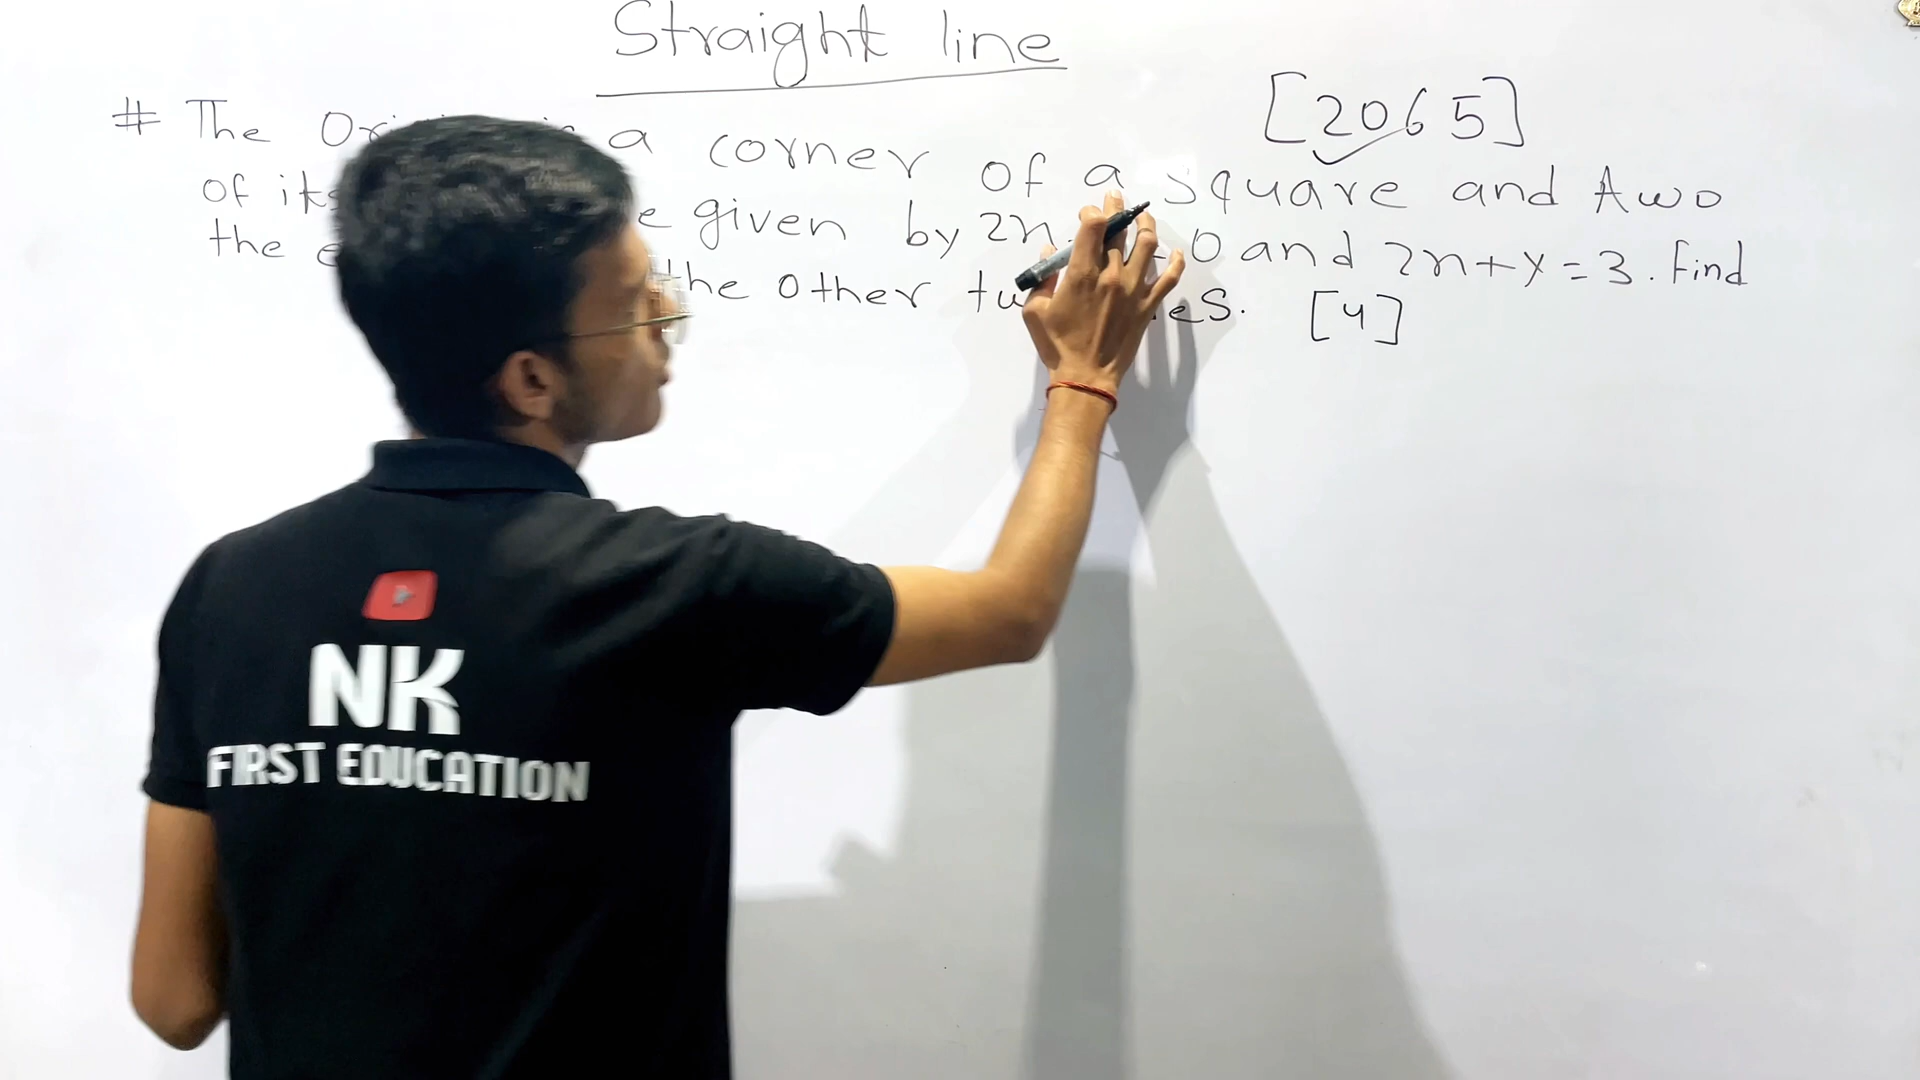 Straight line
[2065]
# The a corner of a square and two
of its given by 2x 0 and 2x+y=3. Find
the the other sides. [4]
NK
FIRST EDUCATION